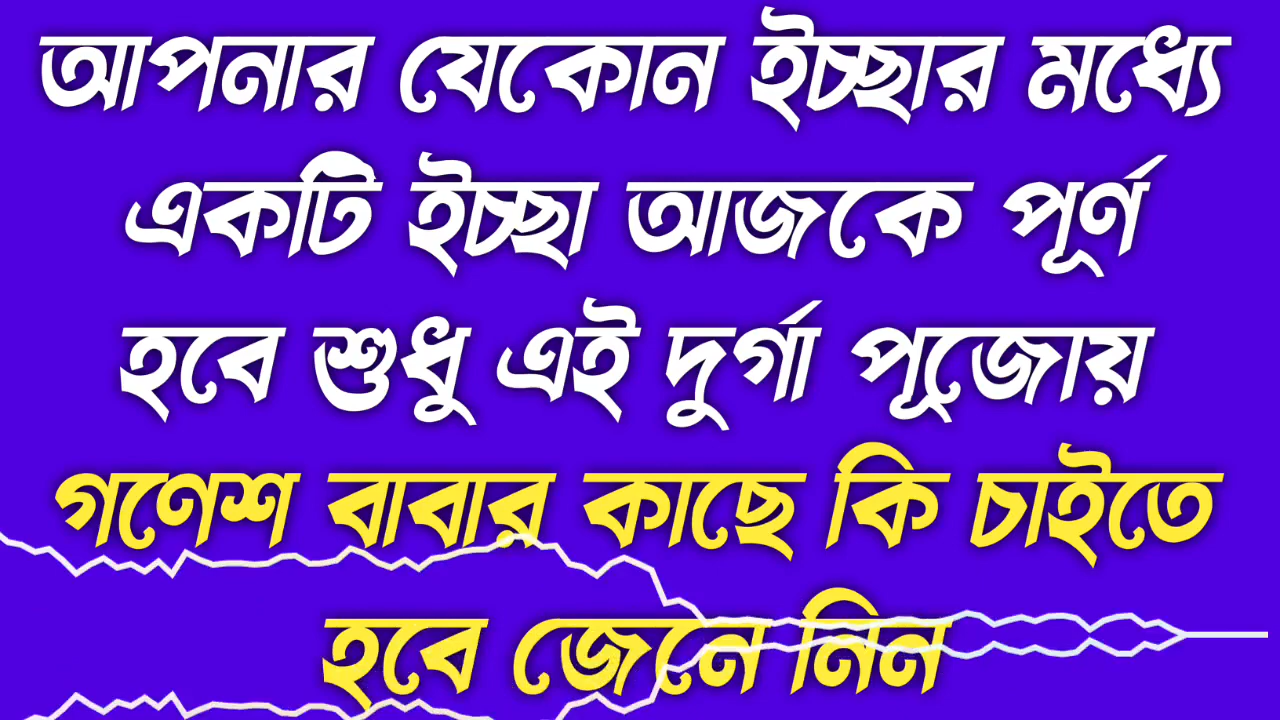 আপনার যেকোন ইচ্ছার মধ্যে
একটি ইচ্ছা আজকে পূর্ণ
হবে শুধু এই দুর্গা পূজোয়
গণেশ বাবার কাছে কি চাইতে
হবে জেনে নিন